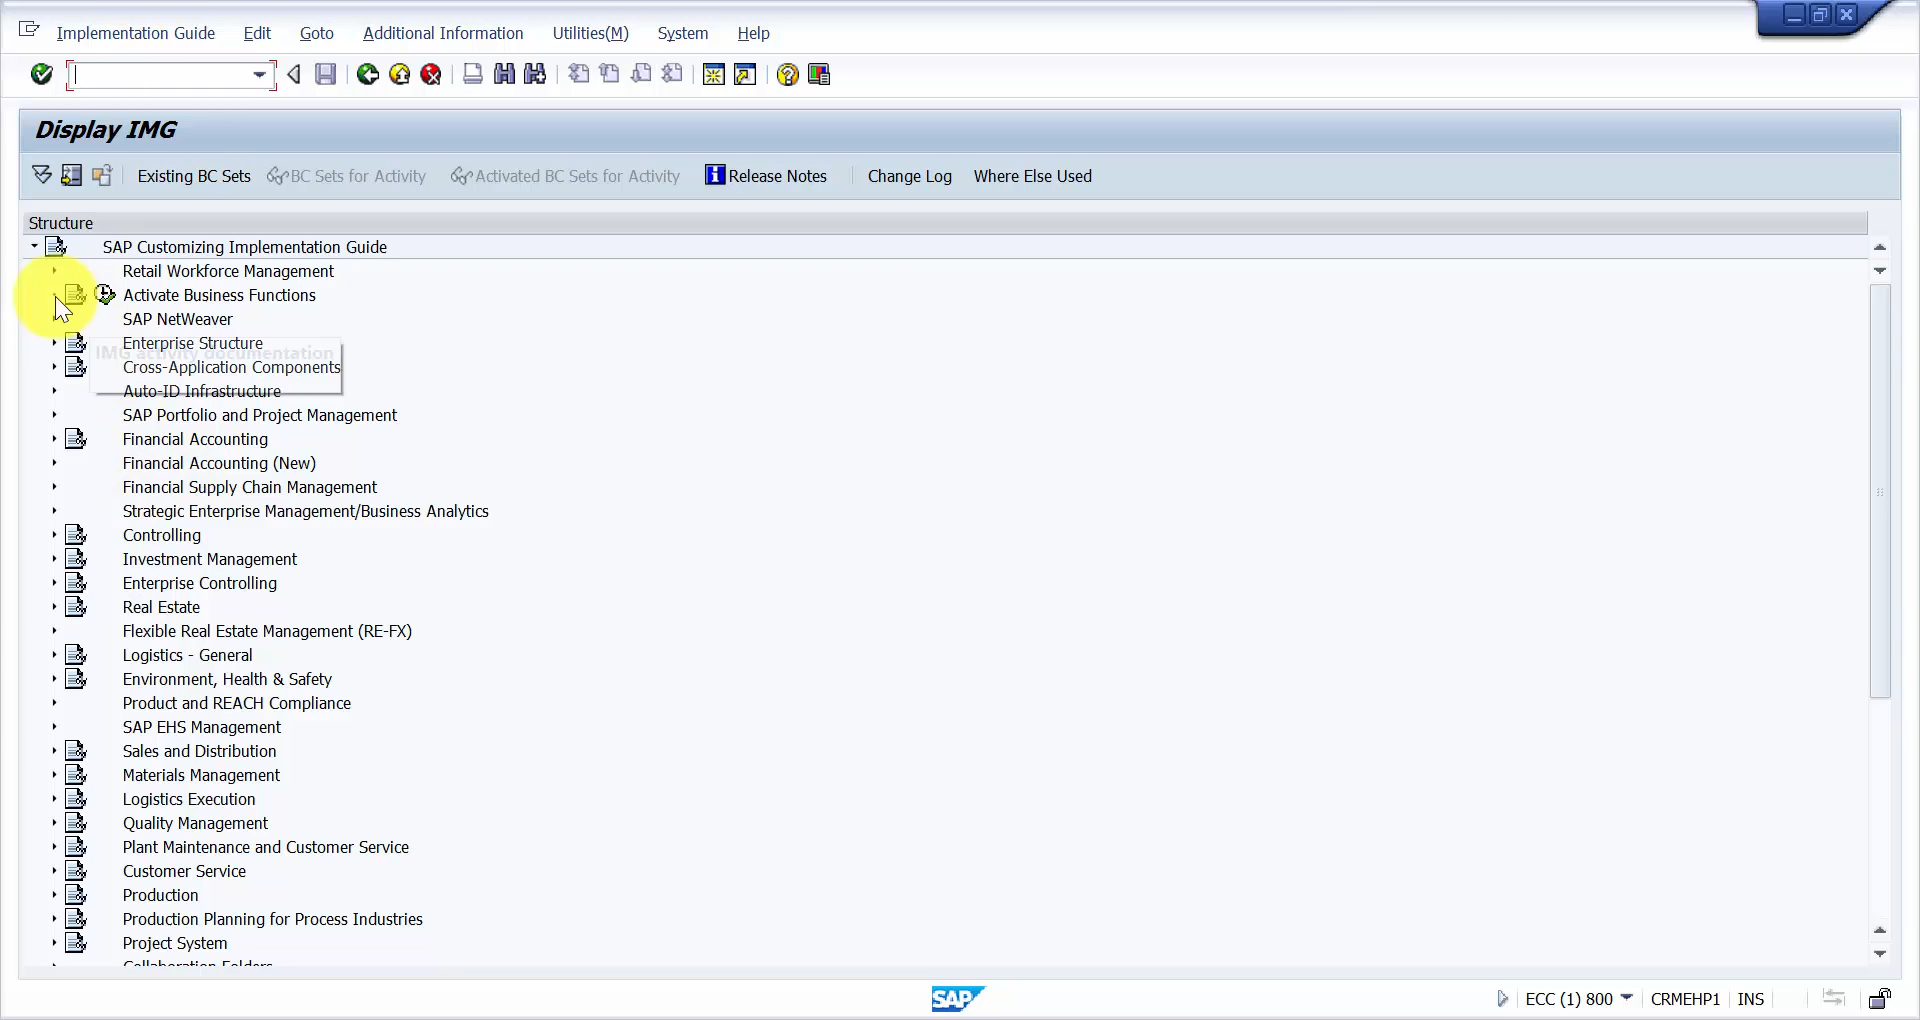 Implementation Guide Edit Goto Additional Information Utilities(M) System Help
Display IMG
Existing BC Sets BC Sets for Activity Activated BC Sets for Activity Release Notes Change Log Where Else Used
Structure
SAP Customizing Implementation Guide
Retail Workforce Management
Activate Business Functions
SAP NetWeaver
Enterprise Structure
IMG activity documentation
Cross-Application Components
Auto-ID Infrastructure
SAP Portfolio and Project Management
Financial Accounting
Financial Accounting (New)
Financial Supply Chain Management
Strategic Enterprise Management/Business Analytics
Controlling
Investment Management
Enterprise Controlling
Real Estate
Flexible Real Estate Management (RE-FX)
Logistics - General
Environment, Health & Safety
Product and REACH Compliance
SAP EHS Management
Sales and Distribution
Materials Management
Logistics Execution
Quality Management
Plant Maintenance and Customer Service
Customer Service
Production
Production Planning for Process Industries
Project System
Collaboration Folders
SAP ECC (1) 800 CRMEHP1 INS